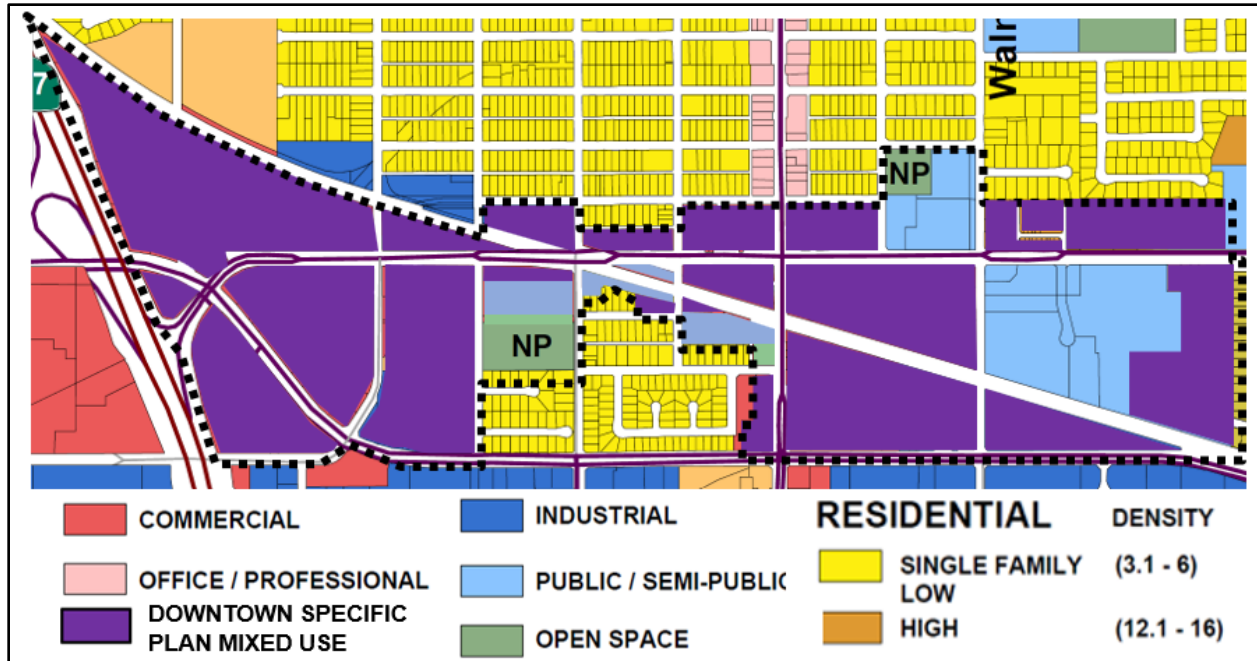 7
Walr
NP
NP
COMMERCIAL
OFFICE / PROFESSIONAL
DOWNTOWN SPECIFIC
PLAN MIXED USE
INDUSTRIAL
PUBLIC / SEMI-PUBLIC
OPEN SPACE
RESIDENTIAL DENSITY
SINGLE FAMILY (3.1 - 6)
LOW
HIGH (12.1 - 16)